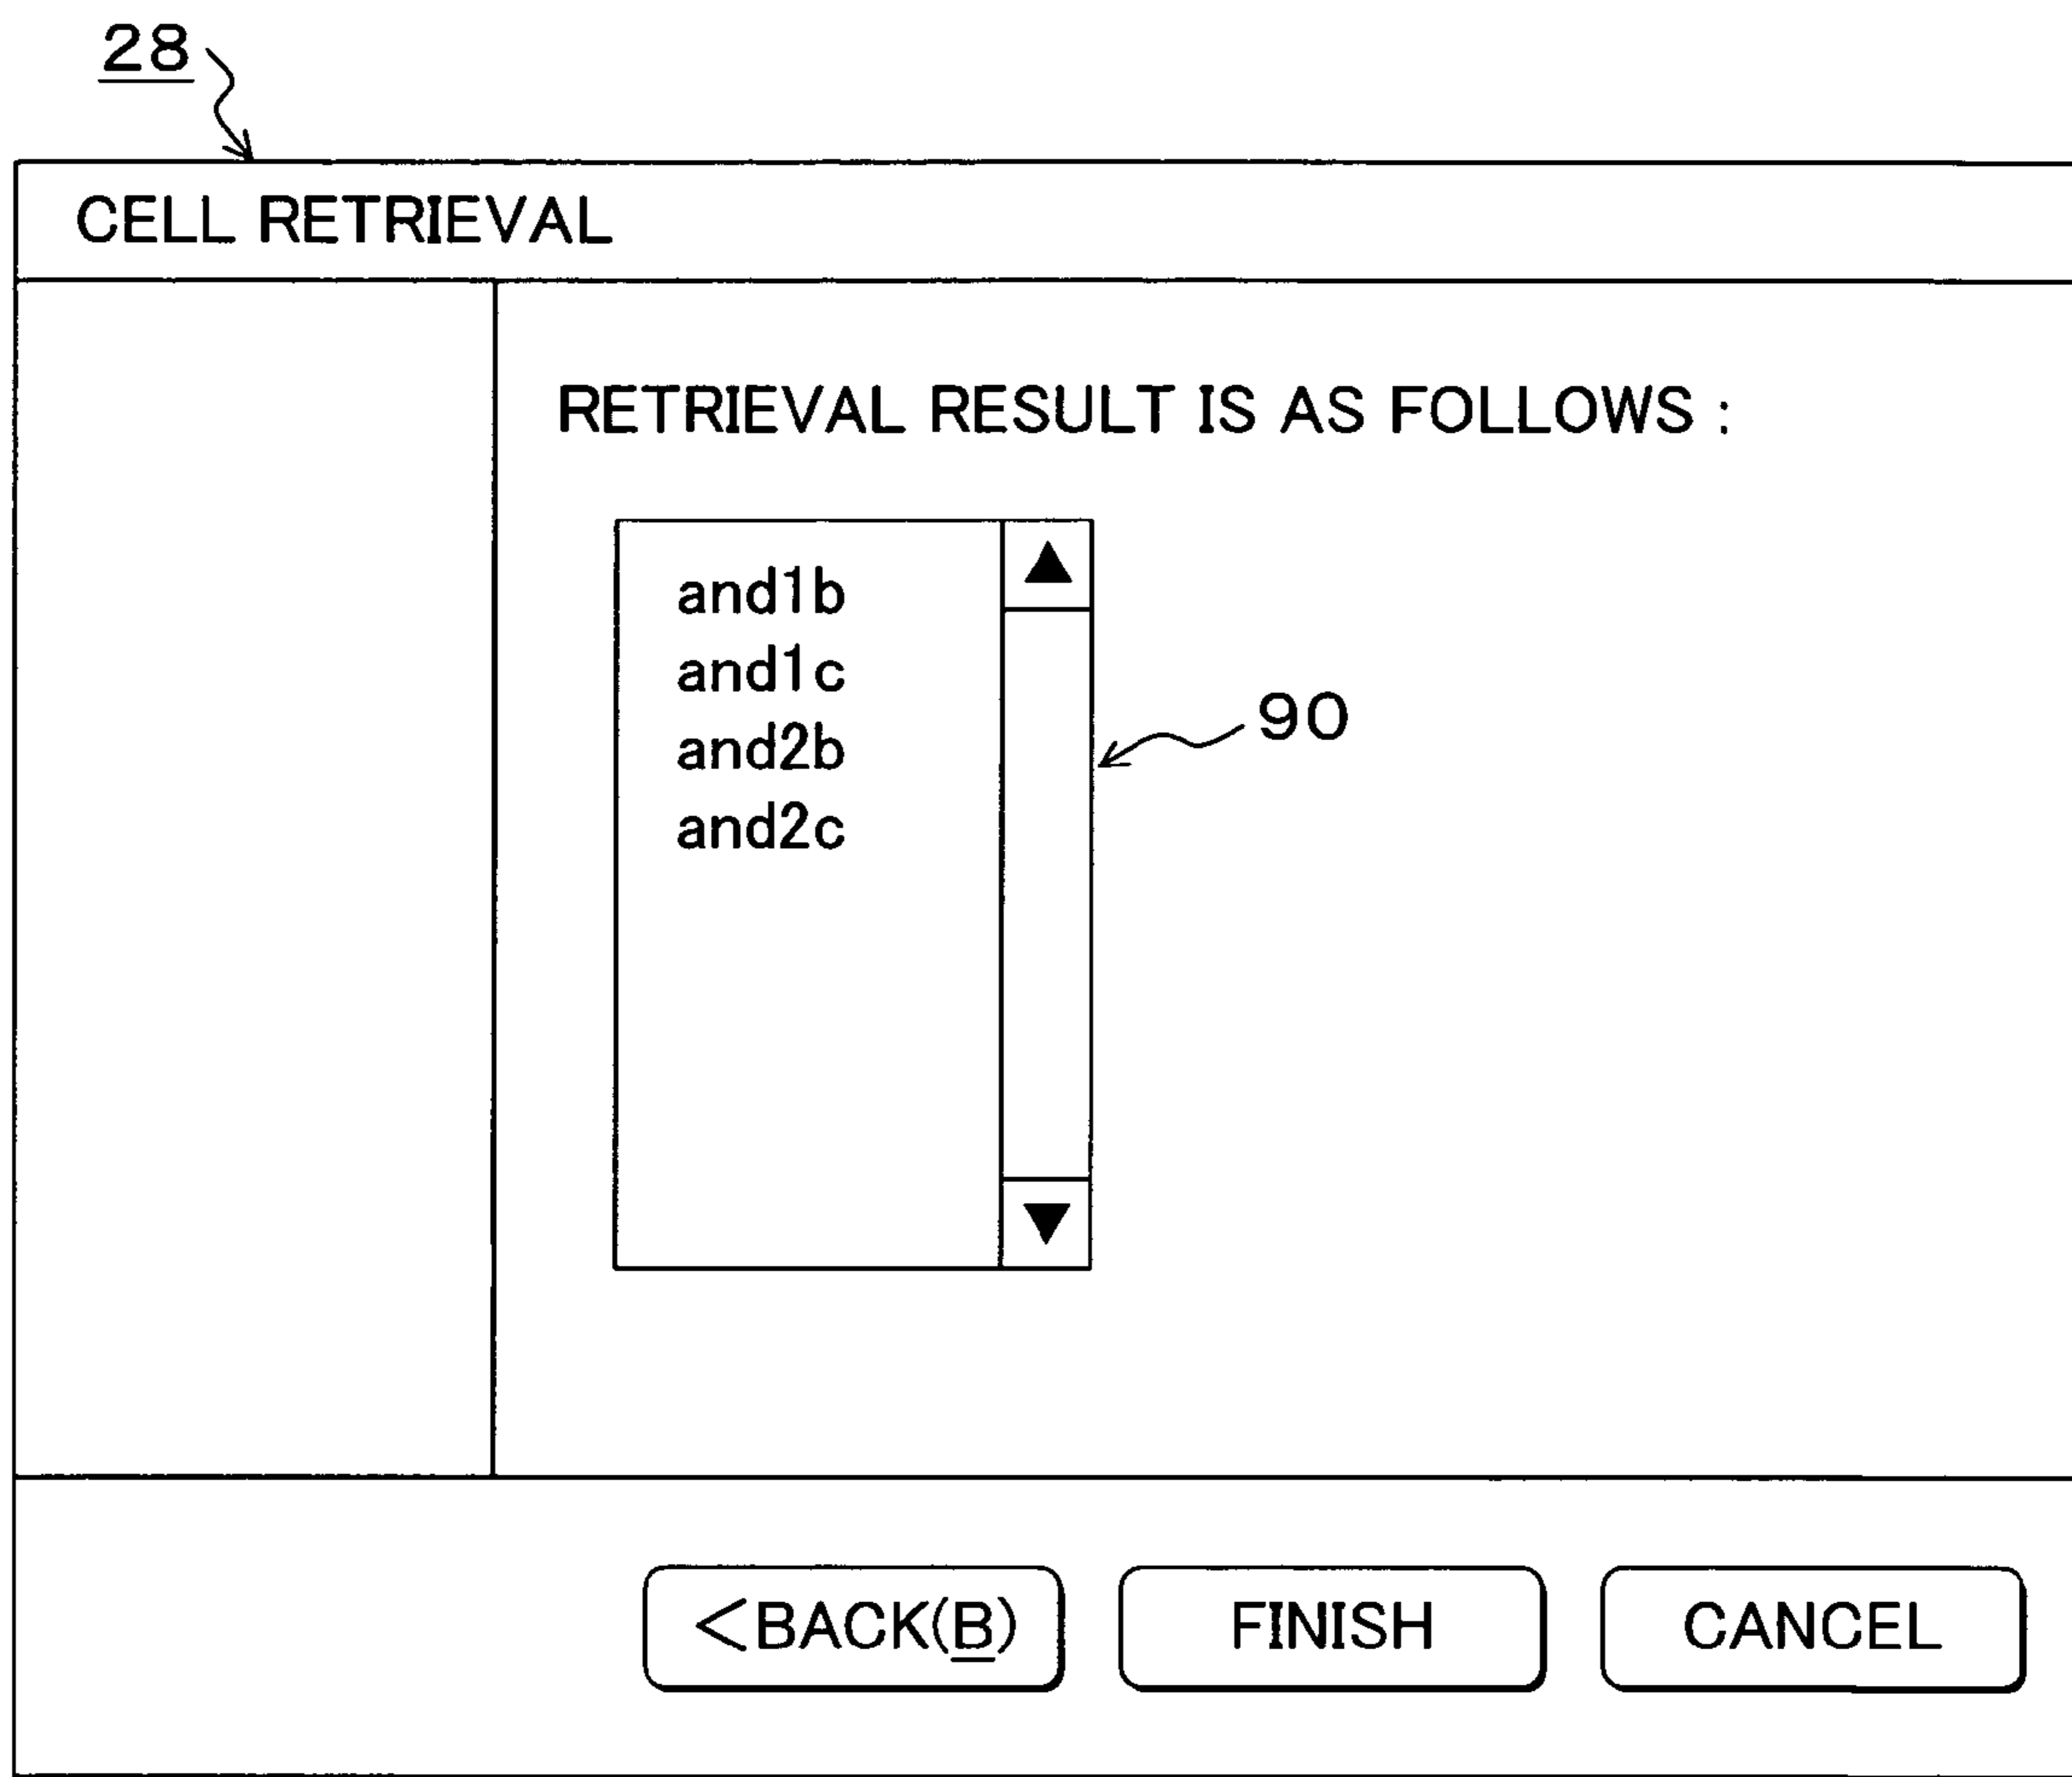 28
CELL RETRIEVAL
RETRIEVAL RESULT IS AS FOLLOWS :
and1b
and1c
90
and2b
and2c
<BACK(B) FINISH CANCEL